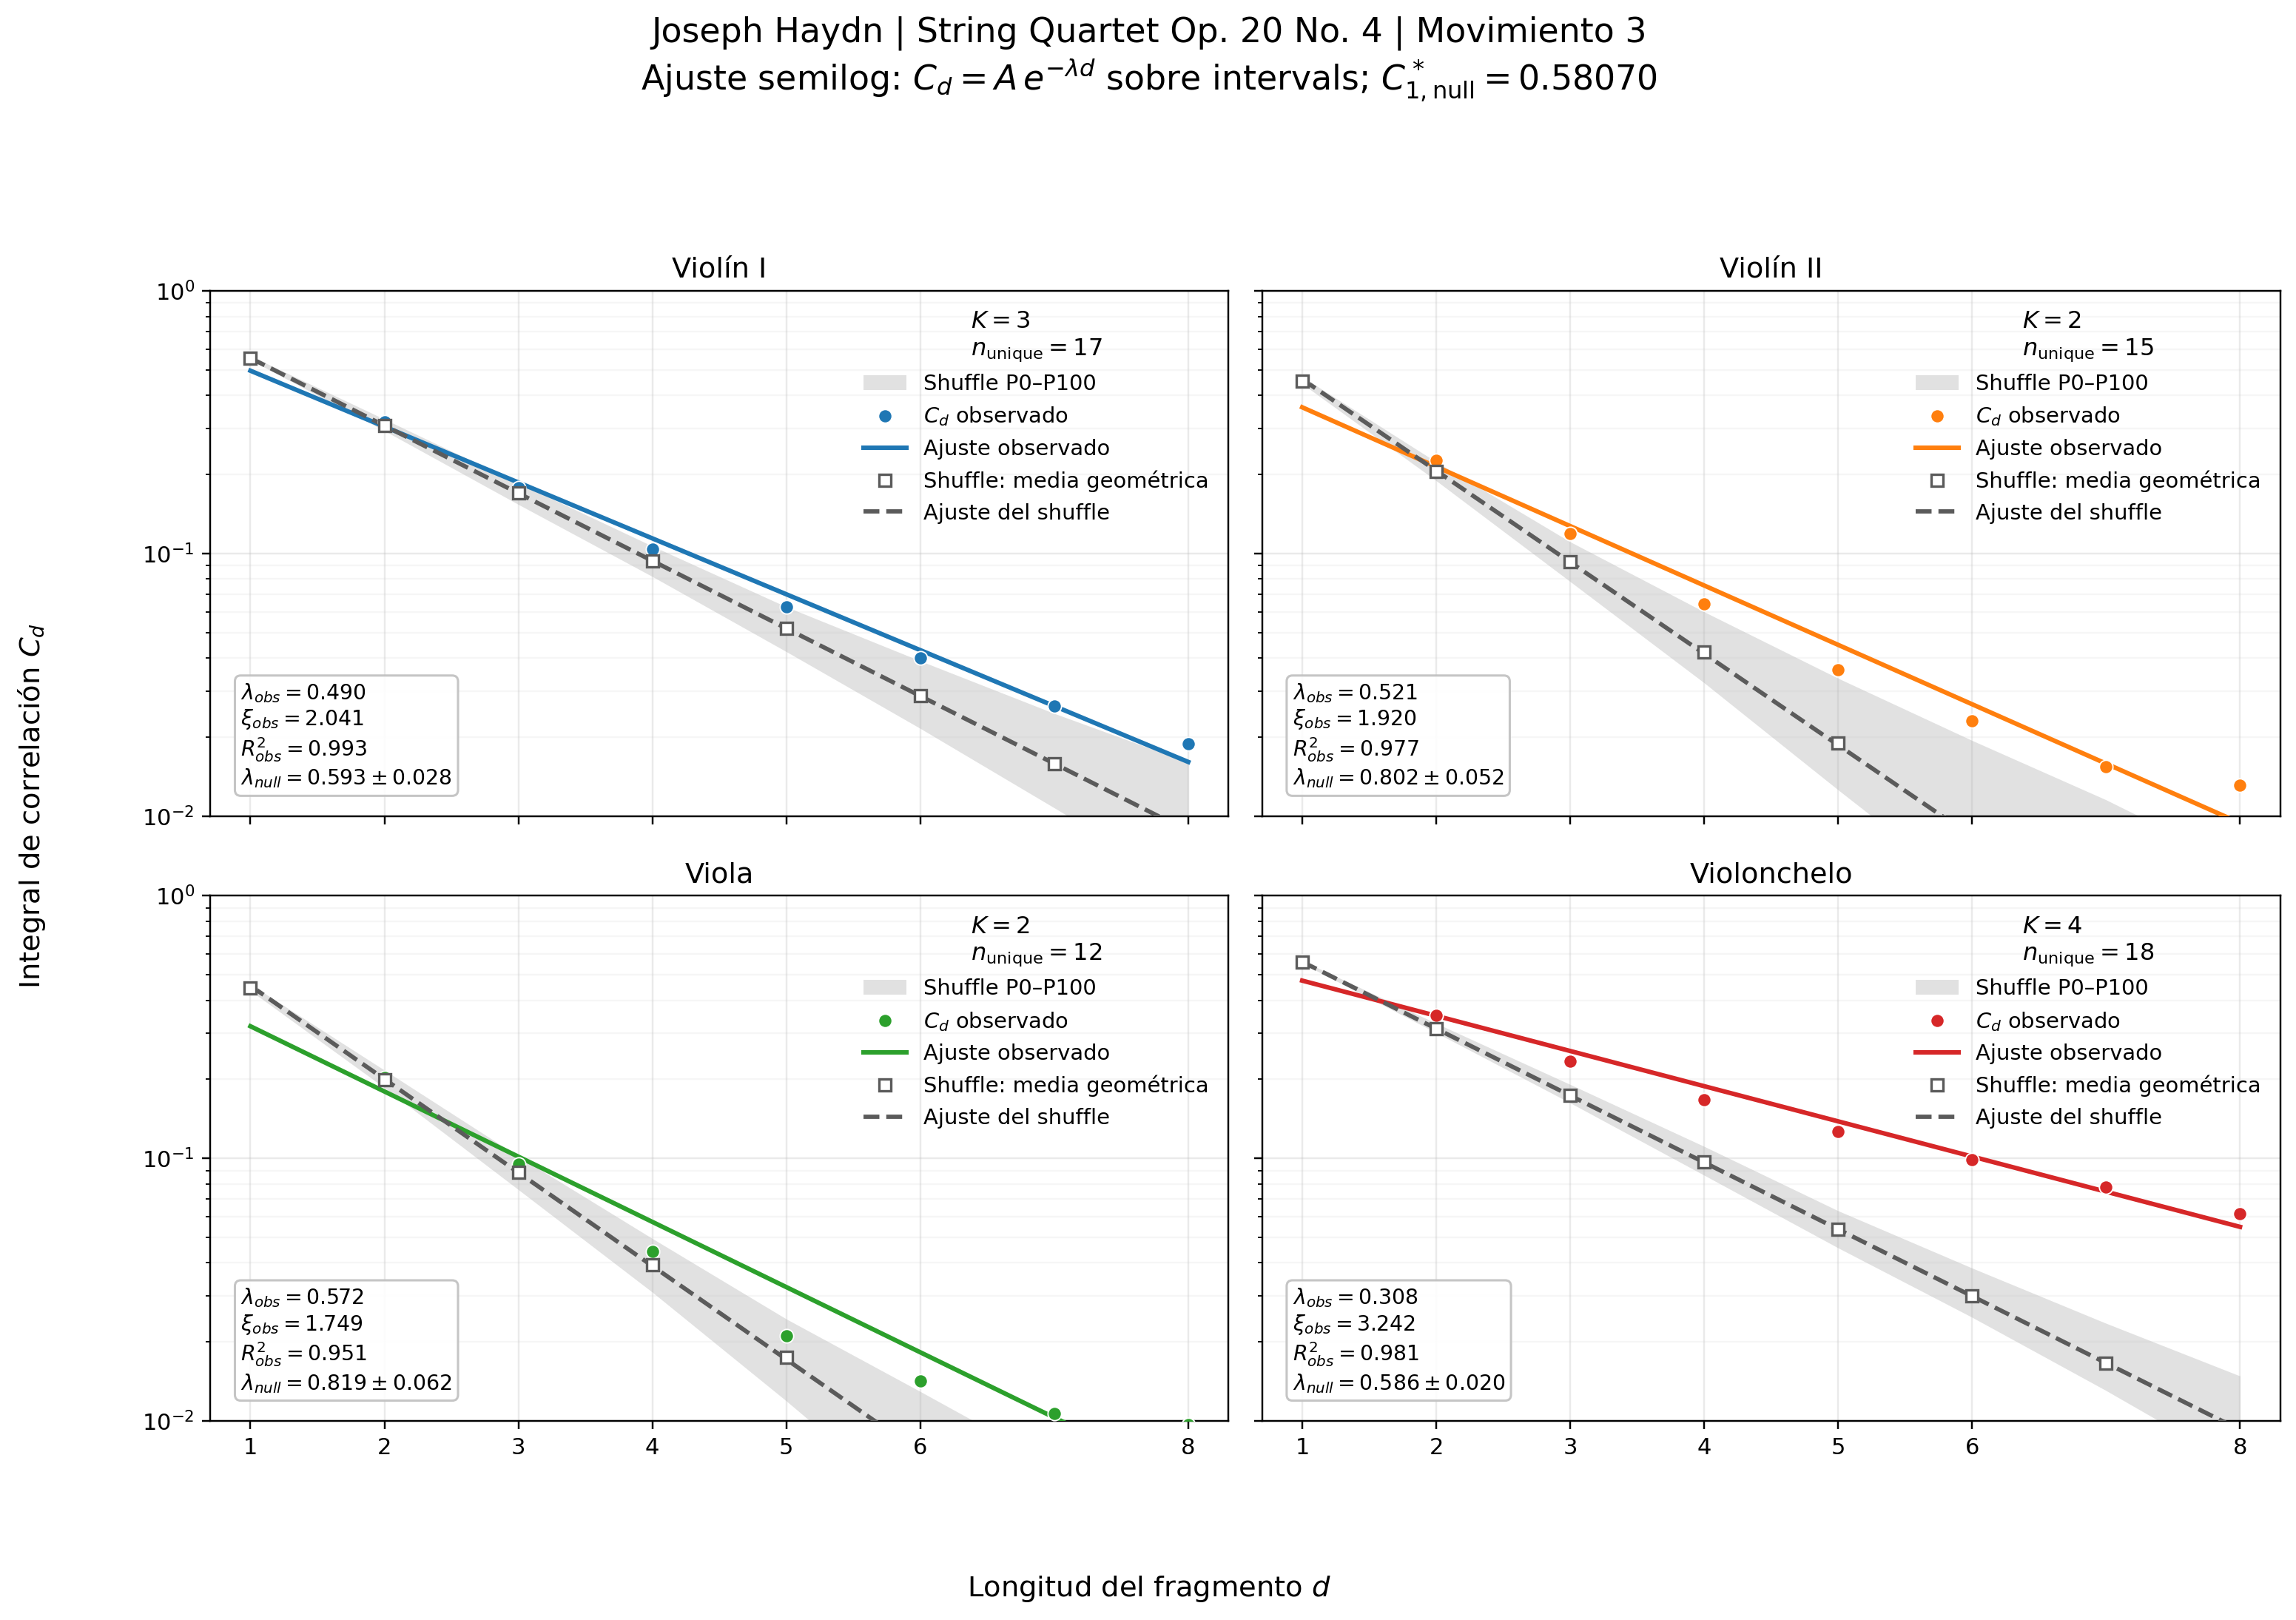 Joseph Haydn | String Quartet Op. 20 No. 4 | Movimiento 3
Ajuste semilog: $C_d = A e^{-\lambda d}$ sobre intervals; $C^*_{1,\mathrm{null}} = 0.58070$
Integral de correlación $C_d$
Violín I
10^0
10^{-1}
10^{-2}
K = 3
n_unique = 17
Shuffle P0–P100
C_d observado
Ajuste observado
Shuffle: media geométrica
Ajuste del shuffle
λ_obs = 0.490
ξ_obs = 2.041
R²_obs = 0.993
λ_null = 0.593 ± 0.028
Violín II
K = 2
n_unique = 15
Shuffle P0–P100
C_d observado
Ajuste observado
Shuffle: media geométrica
Ajuste del shuffle
λ_obs = 0.521
ξ_obs = 1.920
R²_obs = 0.977
λ_null = 0.802 ± 0.052
Viola
10^0
10^{-1}
10^{-2}
K = 2
n_unique = 12
Shuffle P0–P100
C_d observado
Ajuste observado
Shuffle: media geométrica
Ajuste del shuffle
λ_obs = 0.572
ξ_obs = 1.749
R²_obs = 0.951
λ_null = 0.819 ± 0.062
1 2 3 4 5 6 8
Violonchelo
K = 4
n_unique = 18
Shuffle P0–P100
C_d observado
Ajuste observado
Shuffle: media geométrica
Ajuste del shuffle
λ_obs = 0.308
ξ_obs = 3.242
R²_obs = 0.981
λ_null = 0.586 ± 0.020
1 2 3 4 5 6 8
Longitud del fragmento d